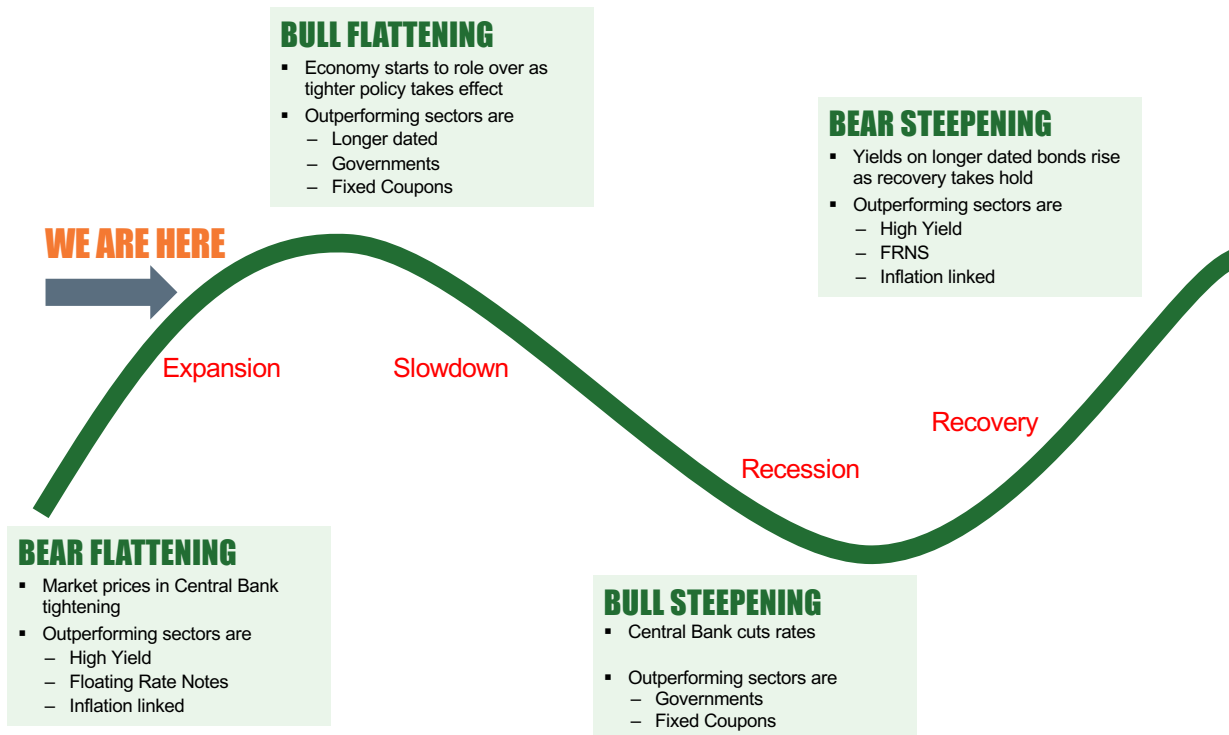 BULL FLATTENING
▪ Economy starts to role over as
tighter policy takes effect
▪ Outperforming sectors are
– Longer dated
– Governments
– Fixed Coupons
BEAR STEEPENING
▪ Yields on longer dated bonds rise
as recovery takes hold
▪ Outperforming sectors are
– High Yield
– FRNS
– Inflation linked
WE ARE HERE
Expansion
Slowdown
Recovery
Recession
BEAR FLATTENING
▪ Market prices in Central Bank
tightening
▪ Outperforming sectors are
– High Yield
– Floating Rate Notes
– Inflation linked
BULL STEEPENING
▪ Central Bank cuts rates
▪ Outperforming sectors are
– Governments
– Fixed Coupons